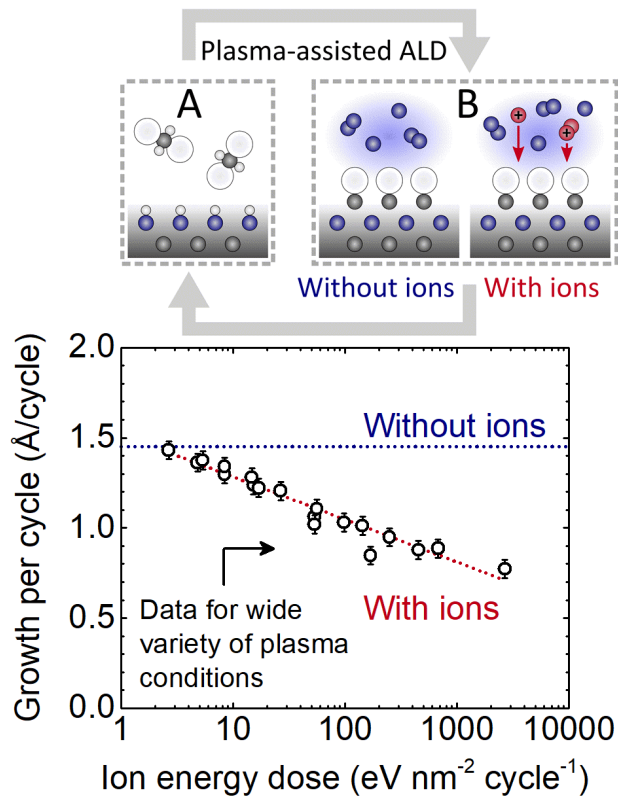 Plasma-assisted ALD
A
B
+
+
Without ions
With ions
2.0
1.5
1.0
0.5
0.0
Growth per cycle (Å/cycle)
Without ions
With ions
Data for wide
variety of plasma
conditions
1
10
100
1000
10000
Ion energy dose (eV nm⁻² cycle⁻¹)